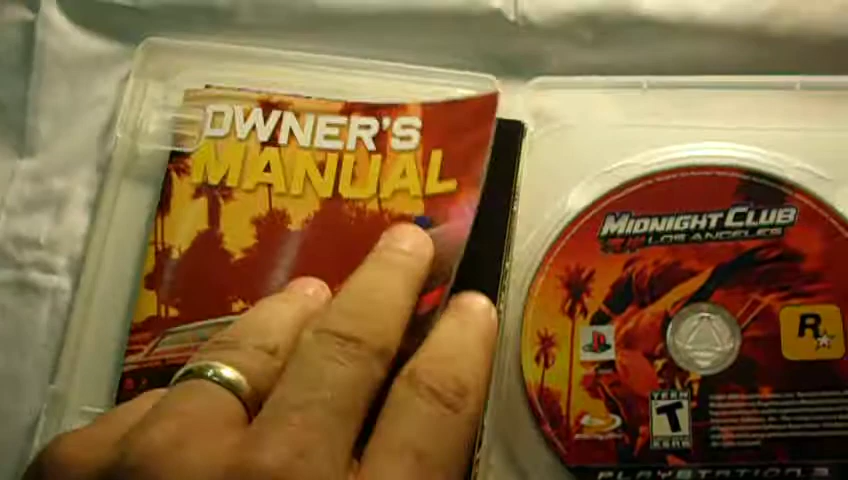 OWNER'S
MANUAL
MIDNIGHT CLUB
LOS ANGELES
R
TEEN
T
ESRB
PLAYSTATION 3